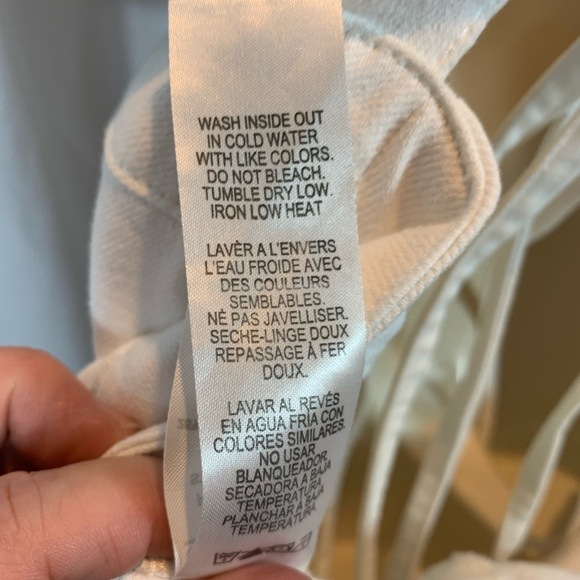 WASH INSIDE OUT
IN COLD WATER
WITH LIKE COLORS.
DO NOT BLEACH.
TUMBLE DRY LOW.
IRON LOW HEAT
LAVÈR A L'ENVERS
L'EAU FROIDE AVEC
DES COULEURS
SEMBLABLES.
NÈ PAS JAVELLISER.
SECHE-LINGE DOUX
REPASSAGE À FER
DOUX.
LAVAR AL REVÉS
EN AGUA FRÍA CON
COLORES SIMILARES.
NO USAR
BLANQUEADOR
SECADORA A BAJA
TEMPERATURA.
PLANCHAR A BAJA
TEMPERATURA.